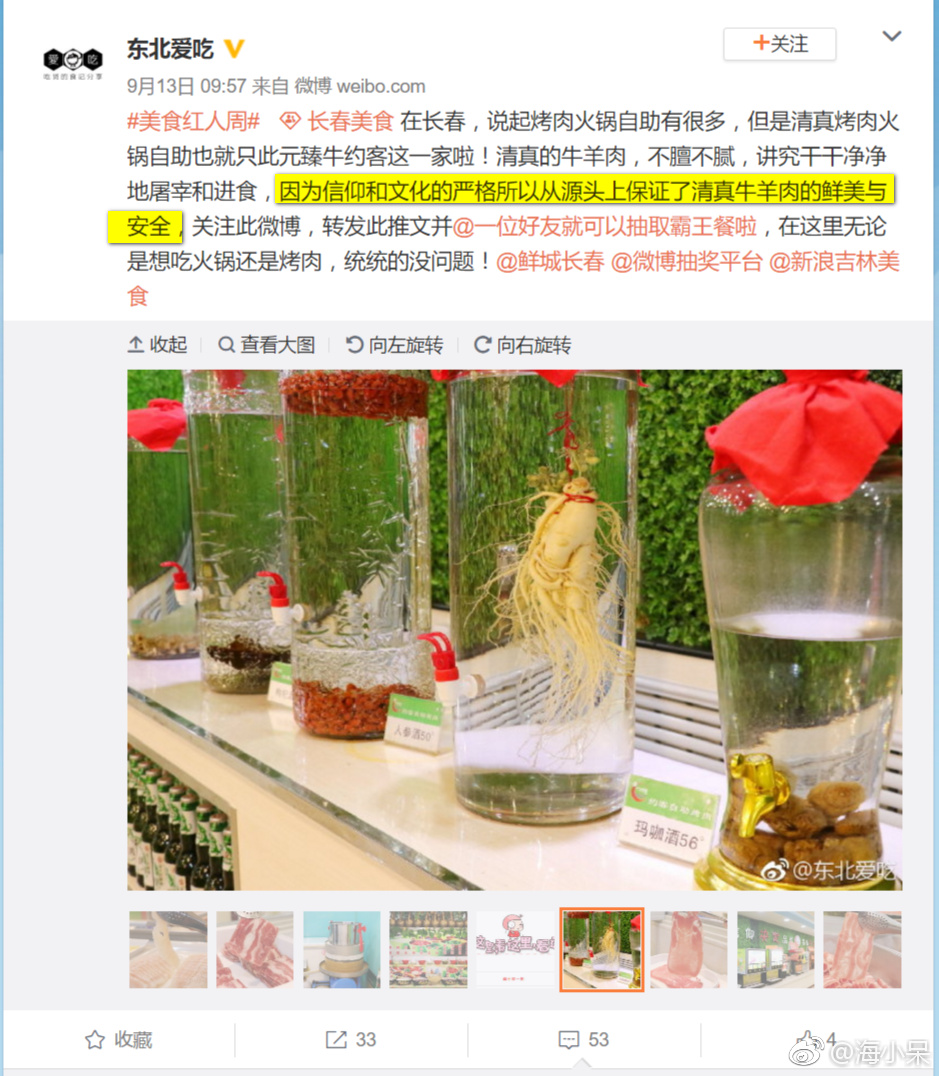 爱 吃
东北爱吃
+关注
9月13日 09:57 来自 微博 weibo.com
#美食红人周# 长春美食 在长春，说起烤肉火锅自助有很多，但是清真烤肉火
锅自助也就只此元臻牛约客这一家啦！清真的牛羊肉，不膻不腻，讲究干干净净
地屠宰和进食，因为信仰和文化的严格所以从源头上保证了清真牛羊肉的鲜美与
安全，关注此微博，转发此推文并@一位好友就可以抽取霸王餐啦，在这里无论
是想吃火锅还是烤肉，统统的没问题！@鲜城长春 @微博抽奖平台 @新浪吉林美
食
收起 查看大图 向左旋转 向右旋转
人参酒50°
玛咖酒56°
@东北爱吃
收藏 33 53 4
@海小呆